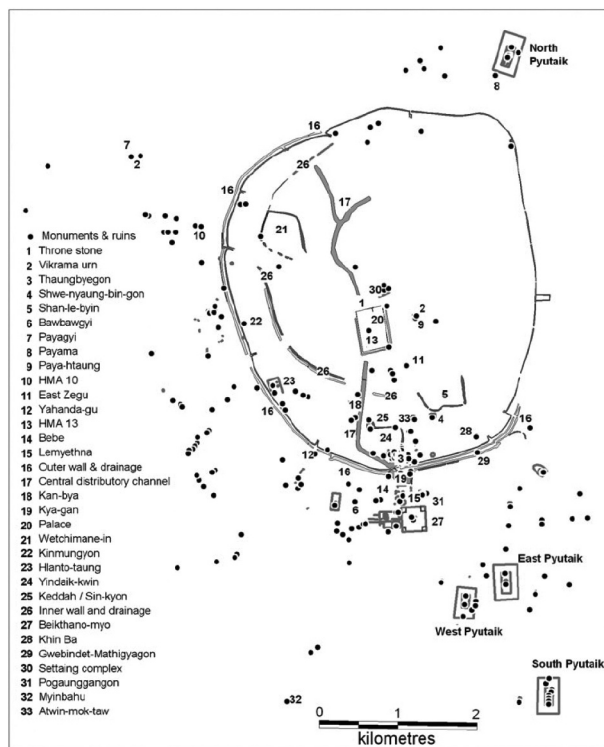 North
Pyutaik
8
16
7
2
26
16
17
10
21
26
30
1
20
2
22
13
9
11
26
23
18
26
5
16
25
33
4
17
24
28
16
12
3
29
16
19
14
31
6
15
27
East Pyutaik
West Pyutaik
South Pyutaik
32
● Monuments & ruins
1 Throne stone
2 Vikrama urn
3 Thaungbyegon
4 Shwe-nyaung-bin-gon
5 Shan-le-byin
6 Bawbawgyi
7 Payagyi
8 Payama
9 Paya-htaung
10 HMA 10
11 East Zegu
12 Yahanda-gu
13 HMA 13
14 Bebe
15 Lemyethna
16 Outer wall & drainage
17 Central distributory channel
18 Kan-bya
19 Kya-gan
20 Palace
21 Wetchimane-in
22 Kinmungyon
23 Hlanto-taung
24 Yindaik-kwin
25 Keddah / Sin-kyon
26 Inner wall and drainage
27 Beikthano-myo
28 Khin Ba
29 Gwebindet-Mathigyagon
30 Settaing complex
31 Pogaunggangon
32 Myinbahu
33 Atwin-mok-taw
0 1 2
kilometres